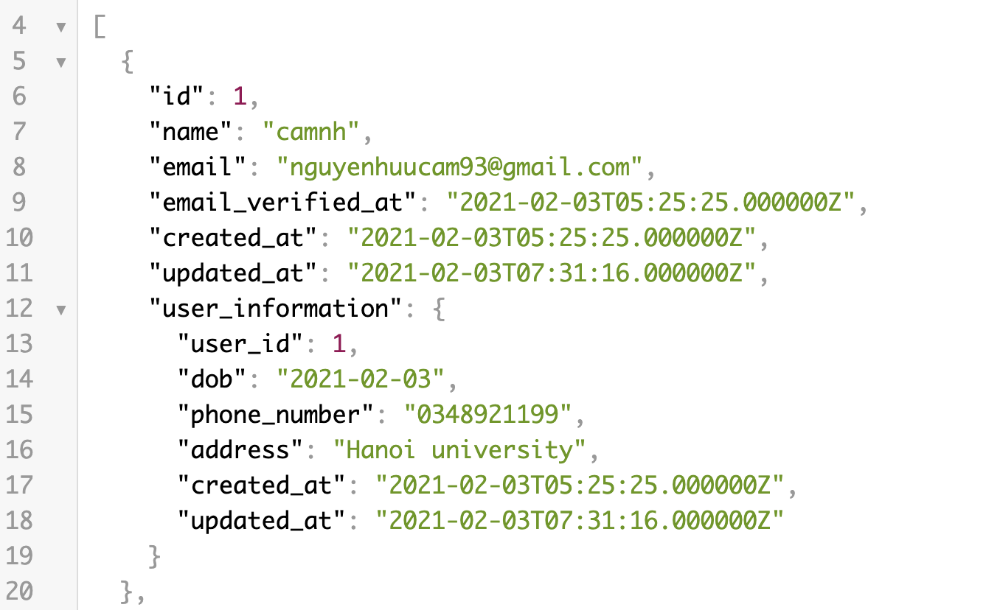 4 ▼ [
5 ▼ {
6 "id": 1,
7 "name": "camnh",
8 "email": "nguyenhuucam93@gmail.com",
9 "email_verified_at": "2021-02-03T05:25:25.000000Z",
10 "created_at": "2021-02-03T05:25:25.000000Z",
11 "updated_at": "2021-02-03T07:31:16.000000Z",
12 ▼ "user_information": {
13 "user_id": 1,
14 "dob": "2021-02-03",
15 "phone_number": "0348921199",
16 "address": "Hanoi university",
17 "created_at": "2021-02-03T05:25:25.000000Z",
18 "updated_at": "2021-02-03T07:31:16.000000Z"
19 }
20 },